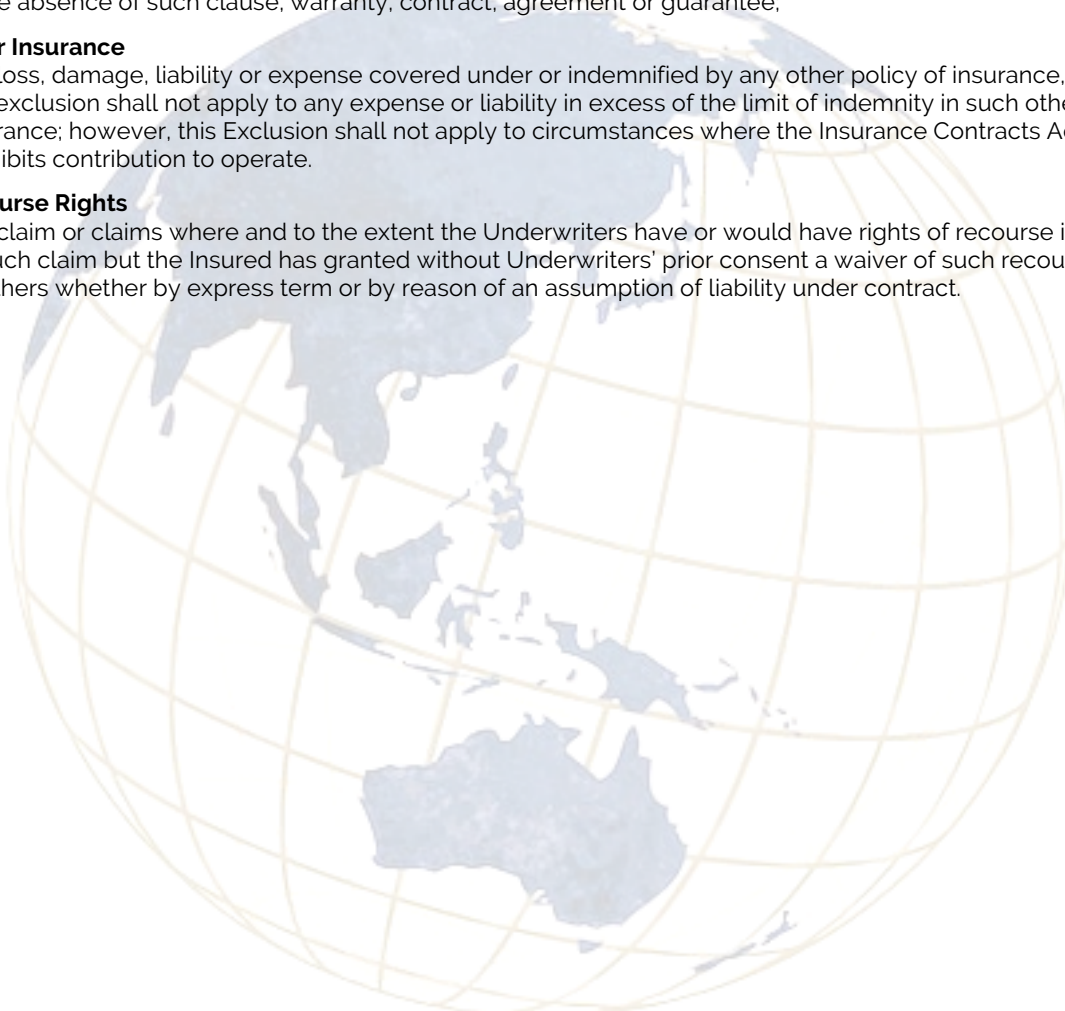 e absence of such clause, warranty, contract, agreement or guarantee;
r Insurance
Loss, damage, liability or expense covered under or indemnified by any other policy of insurance,
exclusion shall not apply to any expense or liability in excess of the limit of indemnity in such othe
rance; however, this Exclusion shall not apply to circumstances where the Insurance Contracts A
ibits contribution to operate.
urse Rights
claim or claims where and to the extent the Underwriters have or would have rights of recourse i
uch claim but the Insured has granted without Underwriters' prior consent a waiver of such recou
thers whether by express term or by reason of an assumption of liability under contract.